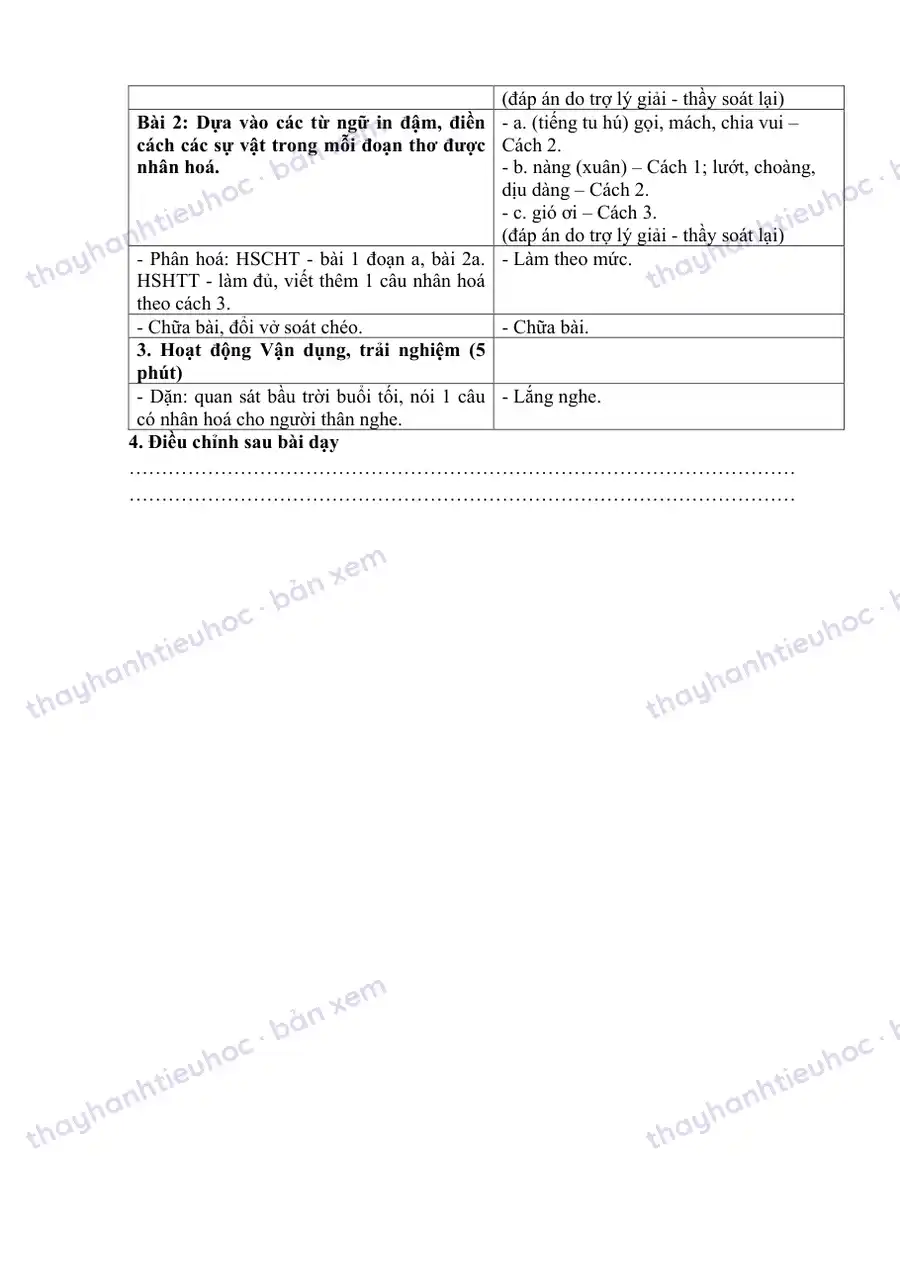 (đáp án do trợ lý giải - thầy soát lại)
Bài 2: Dựa vào các từ ngữ in đậm, điền
cách các sự vật trong mỗi đoạn thơ được
nhân hoá.
- a. (tiếng tu hú) gọi, mách, chia vui –
Cách 2.
- b. nàng (xuân) – Cách 1; lướt, choàng,
dịu dàng – Cách 2.
- c. gió ơi – Cách 3.
(đáp án do trợ lý giải - thầy soát lại)
- Phân hoá: HSCHT - bài 1 đoạn a, bài 2a.
HSHTT - làm đủ, viết thêm 1 câu nhân hoá
theo cách 3.
- Làm theo mức.
- Chữa bài, đổi vở soát chéo.
- Chữa bài.
3. Hoạt động Vận dụng, trải nghiệm (5
phút)
- Dặn: quan sát bầu trời buổi tối, nói 1 câu
có nhân hoá cho người thân nghe.
- Lắng nghe.
4. Điều chỉnh sau bài dạy
……………………………………………………………………………………………
……………………………………………………………………………………………
thayhanhtieuhoc · bản xem
thayhanhtieuhoc · b
thayhanhtieuhoc · bản xem
thayhanhtieuhoc · b
thayhanhtieuhoc · bản xem
thayhanhtieuhoc · b